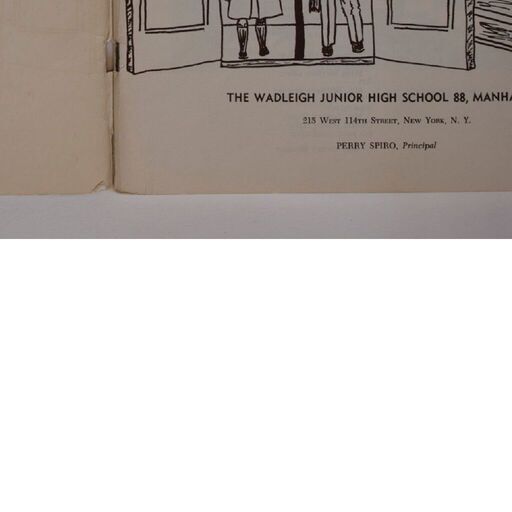 THE WADLEIGH JUNIOR HIGH SCHOOL 88, MANHA
215 West 114th Street, New York, N. Y.
PERRY SPIRO, Principal